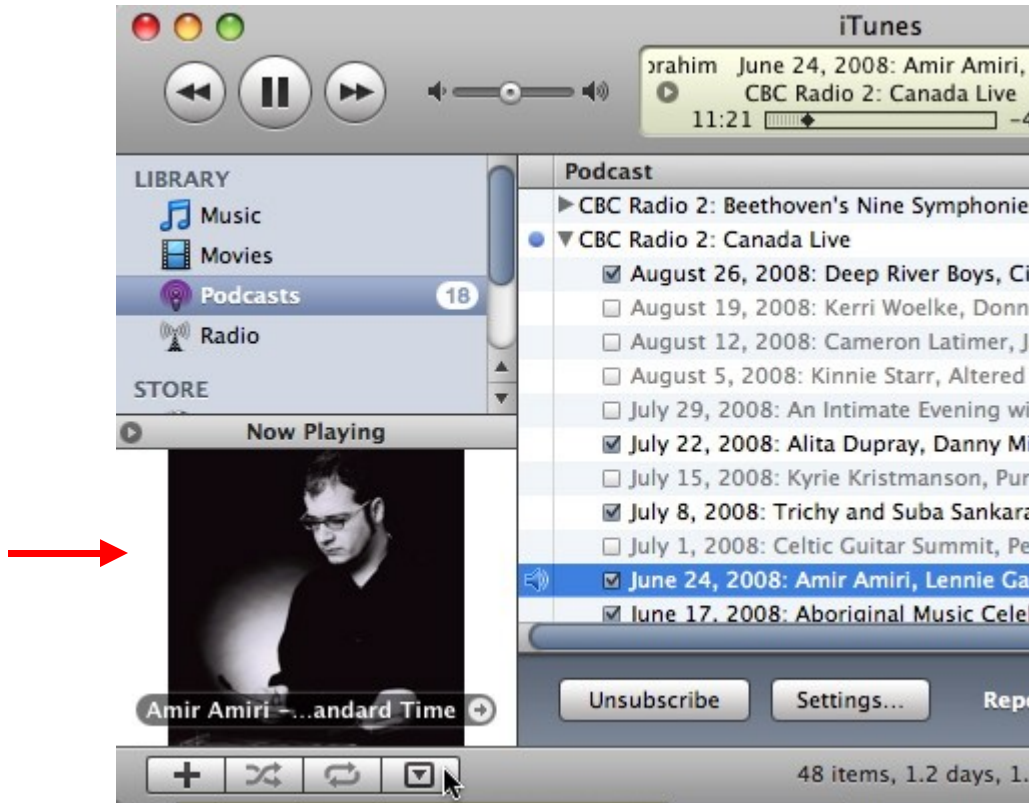 iTunes
orahim June 24, 2008: Amir Amiri,
CBC Radio 2: Canada Live
11:21 -4
LIBRARY
Music
Movies
Podcasts 18
Radio
STORE
Now Playing
Amir Amiri –...andard Time
Podcast
CBC Radio 2: Beethoven's Nine Symphonie
CBC Radio 2: Canada Live
August 26, 2008: Deep River Boys, Ci
August 19, 2008: Kerri Woelke, Donn
August 12, 2008: Cameron Latimer, J
August 5, 2008: Kinnie Starr, Altered
July 29, 2008: An Intimate Evening wi
July 22, 2008: Alita Dupray, Danny Mi
July 15, 2008: Kyrie Kristmanson, Pur
July 8, 2008: Trichy and Suba Sankara
July 1, 2008: Celtic Guitar Summit, Pe
June 24, 2008: Amir Amiri, Lennie Ga
June 17, 2008: Aboriginal Music Cele
Unsubscribe Settings... Repo
48 items, 1.2 days, 1.